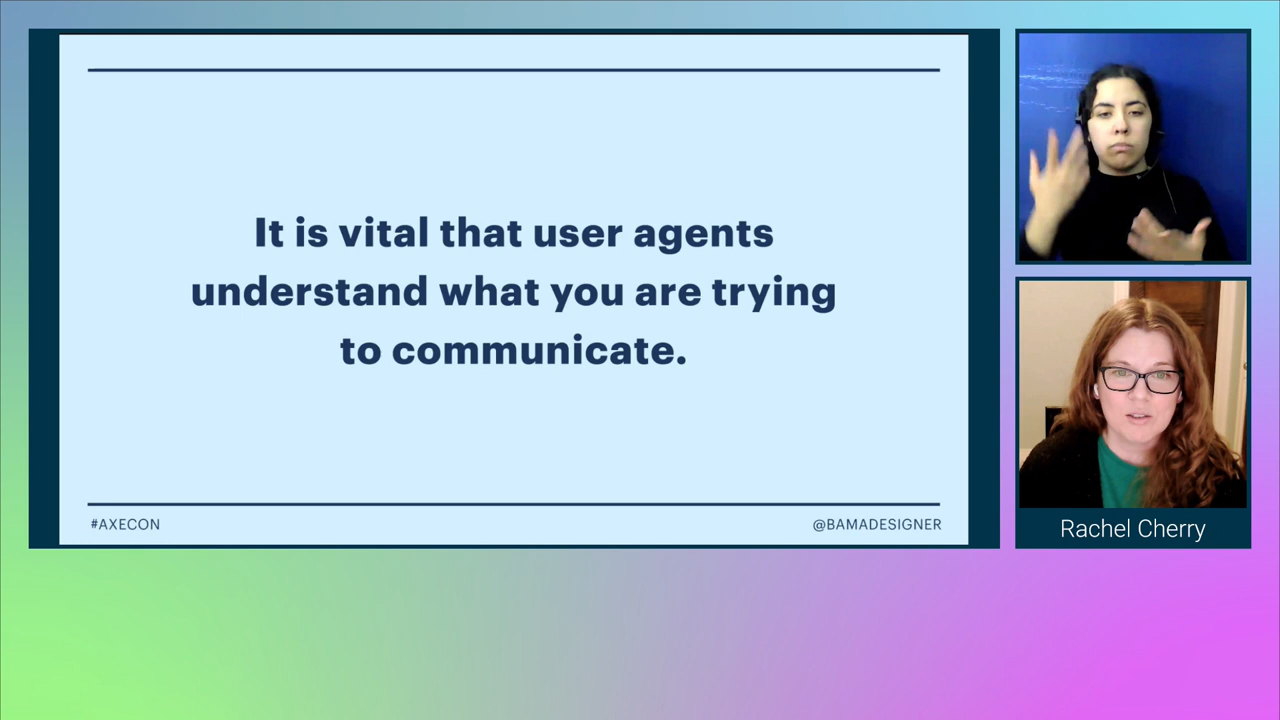 It is vital that user agents
understand what you are trying
to communicate.
#AXECON
@BAMADESIGNER
Rachel Cherry